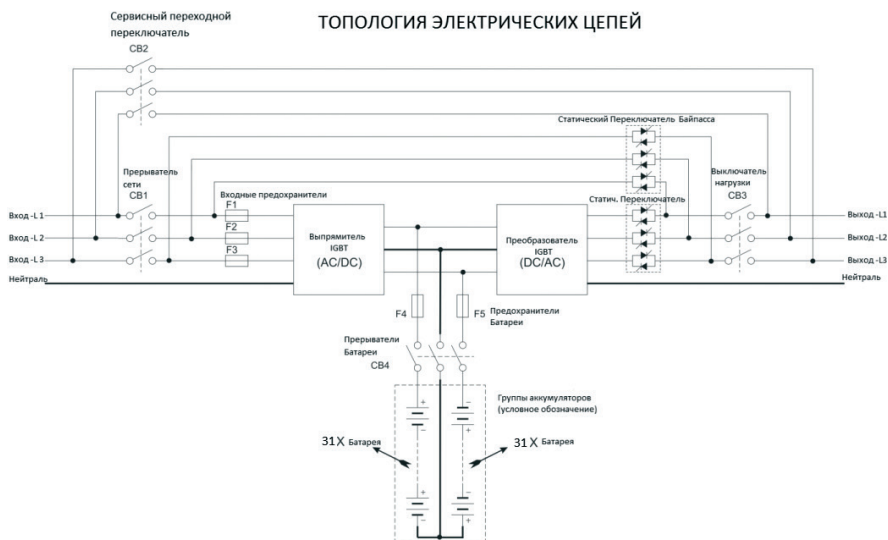 ТОПОЛОГИЯ ЭЛЕКТРИЧЕСКИХ ЦЕПЕЙ
Сервисный переходной
переключатель
CB2
Статический Переключатель Байпасса
Прерыватель
сети
CB1
Входные предохранители
F1
F2
F3
Вход -L 1
Вход -L 2
Вход -L 3
Нейтраль
Выпрямитель
IGBT
(AC/DC)
Преобразователь
IGBT
(DC/AC)
Статич. Переключатель
Выключатель
нагрузки
CB3
Выход -L1
Выход -L2
Выход -L3
Нейтраль
F4
F5
Предохранители
Батареи
Прерыватели
Батареи
CB4
Группы аккумуляторов
(условное обозначение)
+
−
−
+
31X Батарея
31X Батарея
+
−
−
+